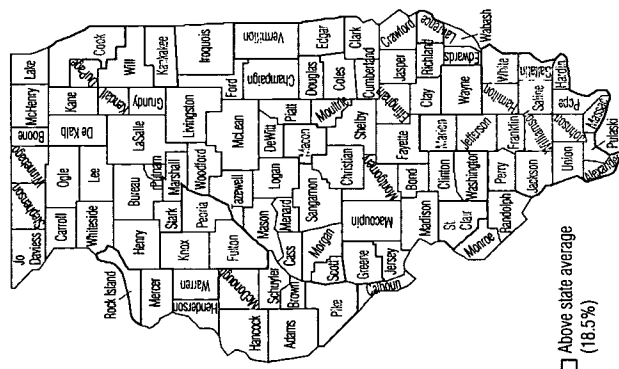 Jo Daviess
Stephenson
Winnebago
Boone
McHenry
Lake
Carroll
Ogle
De Kalb
Kane
Cook
DuPage
Whiteside
Lee
Kendall
Will
Rock Island
Henry
Bureau
LaSalle
Grundy
Kankakee
Mercer
Putnam
Stark
Marshall
Livingston
Iroquois
Henderson
Warren
Knox
Peoria
Woodford
Ford
Hancock
McDonough
Fulton
Tazewell
McLean
Vermilion
Schuyler
Mason
Logan
DeWitt
Champaign
Adams
Brown
Cass
Menard
Macon
Piatt
Douglas
Edgar
Pike
Scott
Morgan
Sangamon
Christian
Moultrie
Coles
Clark
Calhoun
Greene
Jersey
Macoupin
Montgomery
Shelby
Cumberland
Effingham
Jasper
Crawford
Madison
Bond
Fayette
Clay
Richland
Lawrence
St. Clair
Clinton
Marion
Wayne
Edwards
Wabash
Monroe
Washington
Jefferson
Randolph
Perry
Franklin
Hamilton
White
Jackson
Williamson
Saline
Gallatin
Union
Johnson
Pope
Hardin
Alexander
Pulaski
Massac
Above state average
(18.5%)